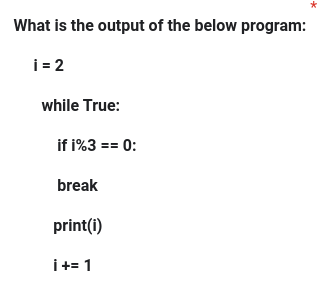 *
What is the output of the below program:
i = 2
while True:
if i%3 == 0:
break
print(i)
i += 1